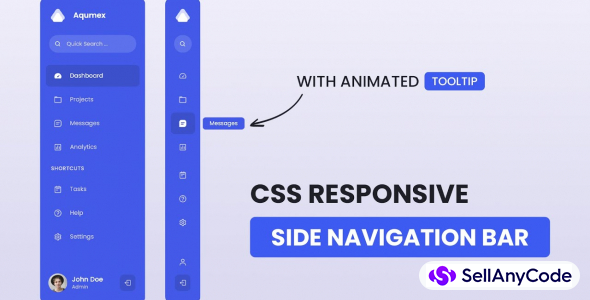 Aqumex
Quick Search ...
Dashboard
Projects
Messages
Analytics
SHORTCUTS
Tasks
Help
Settings
John Doe
Admin
Messages
WITH ANIMATED TOOLTIP
CSS RESPONSIVE
SIDE NAVIGATION BAR
SellAnyCode